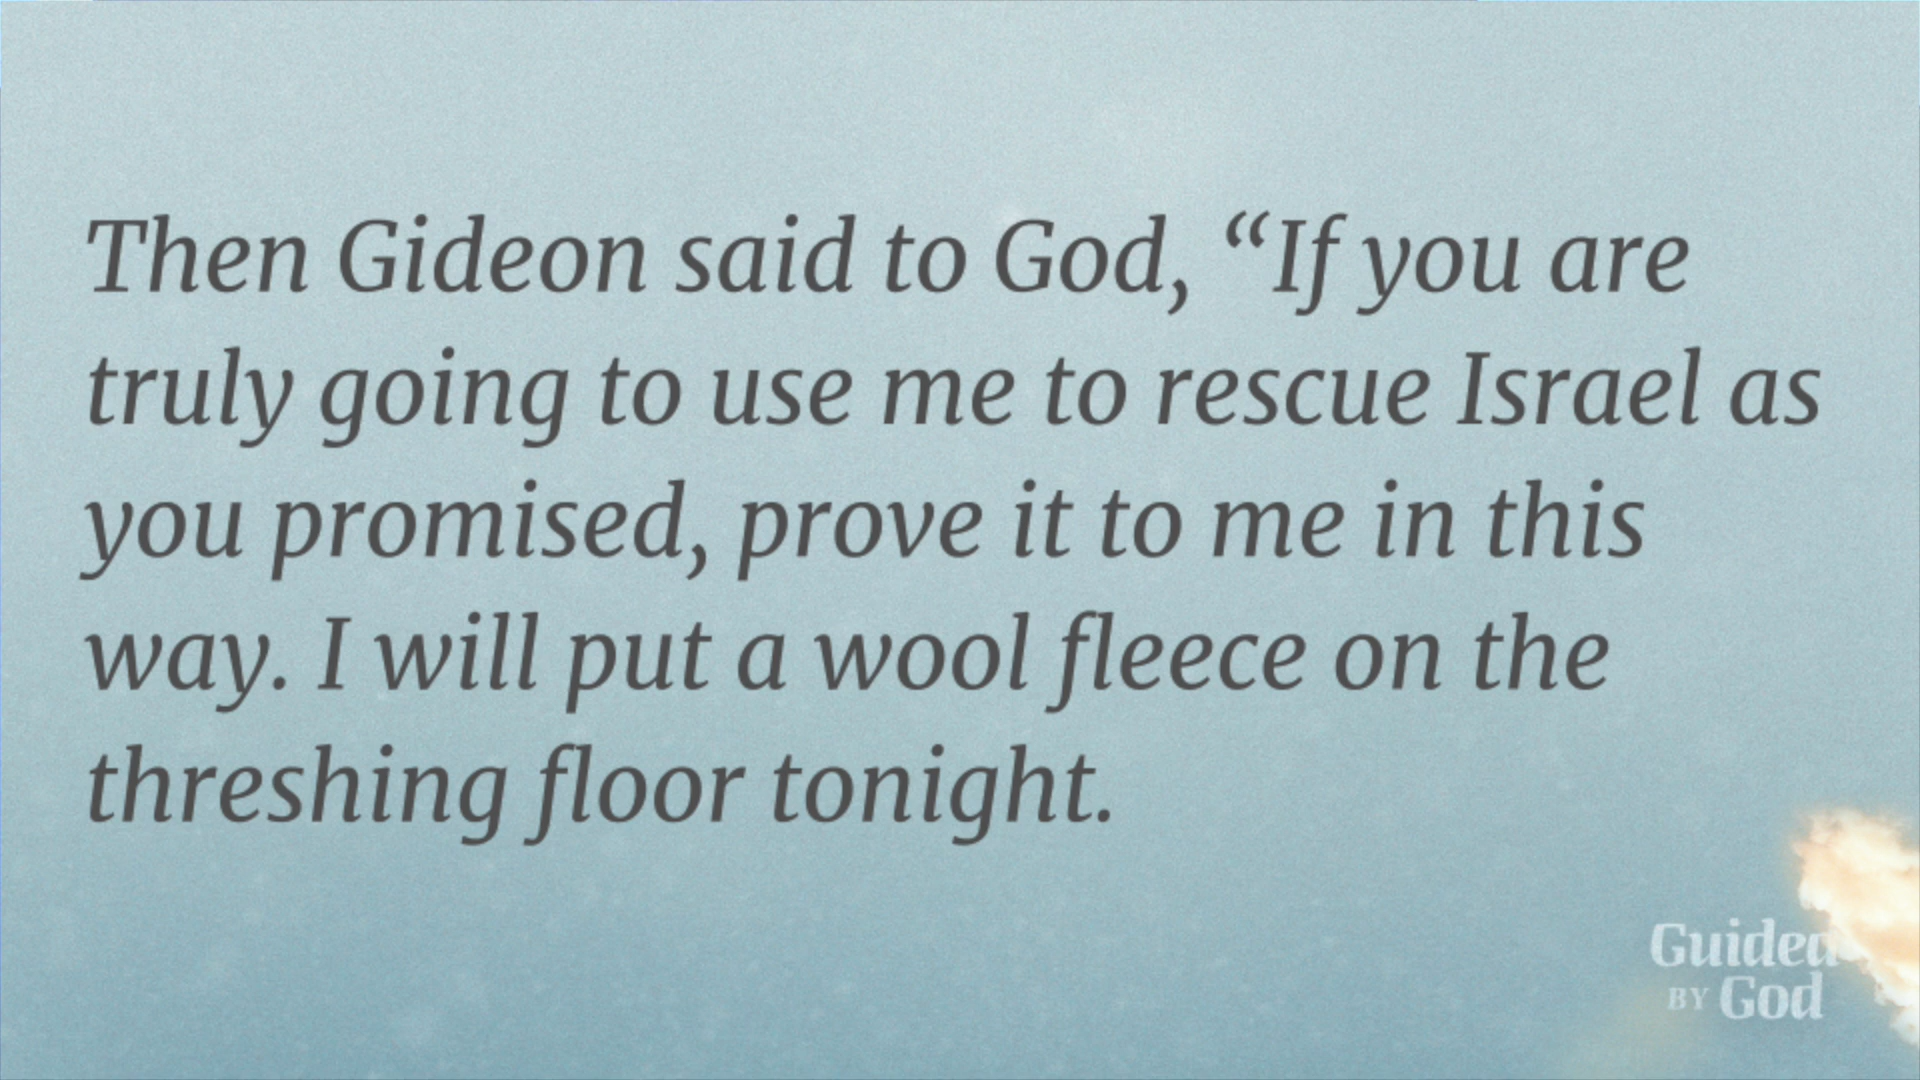 Then Gideon said to God, “If you are
truly going to use me to rescue Israel as
you promised, prove it to me in this
way. I will put a wool fleece on the
threshing floor tonight.
Guided
BY God